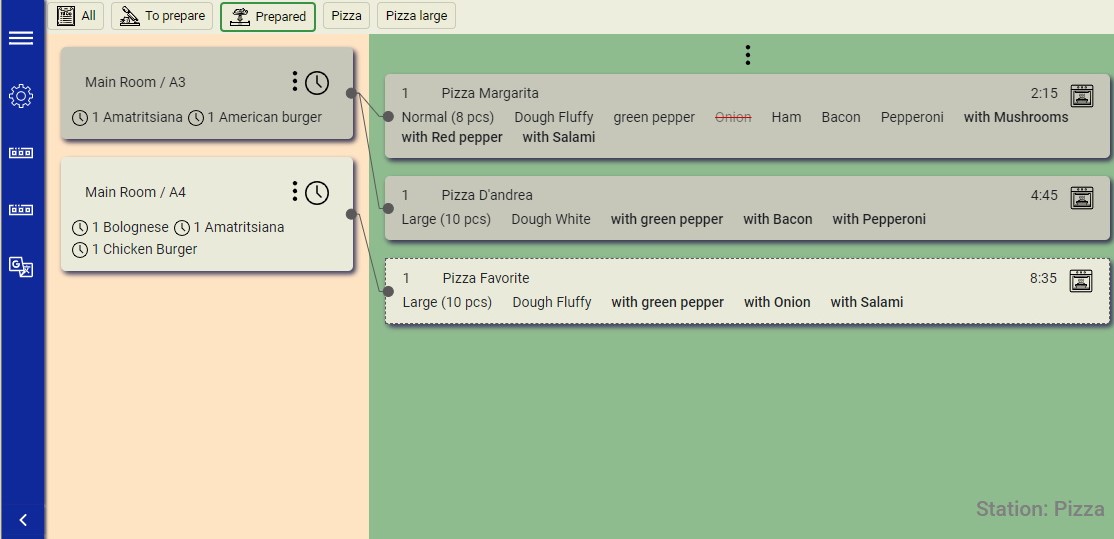 All To prepare Prepared Pizza Pizza large
Main Room / A3
1 Amatritsiana 1 American burger
Main Room / A4
1 Bolognese 1 Amatritsiana
1 Chicken Burger
1 Pizza Margarita 2:15
Normal (8 pcs) Dough Fluffy green pepper Onion Ham Bacon Pepperoni with Mushrooms
with Red pepper with Salami
1 Pizza D'andrea 4:45
Large (10 pcs) Dough White with green pepper with Bacon with Pepperoni
1 Pizza Favorite 8:35
Large (10 pcs) Dough Fluffy with green pepper with Onion with Salami
Station: Pizza